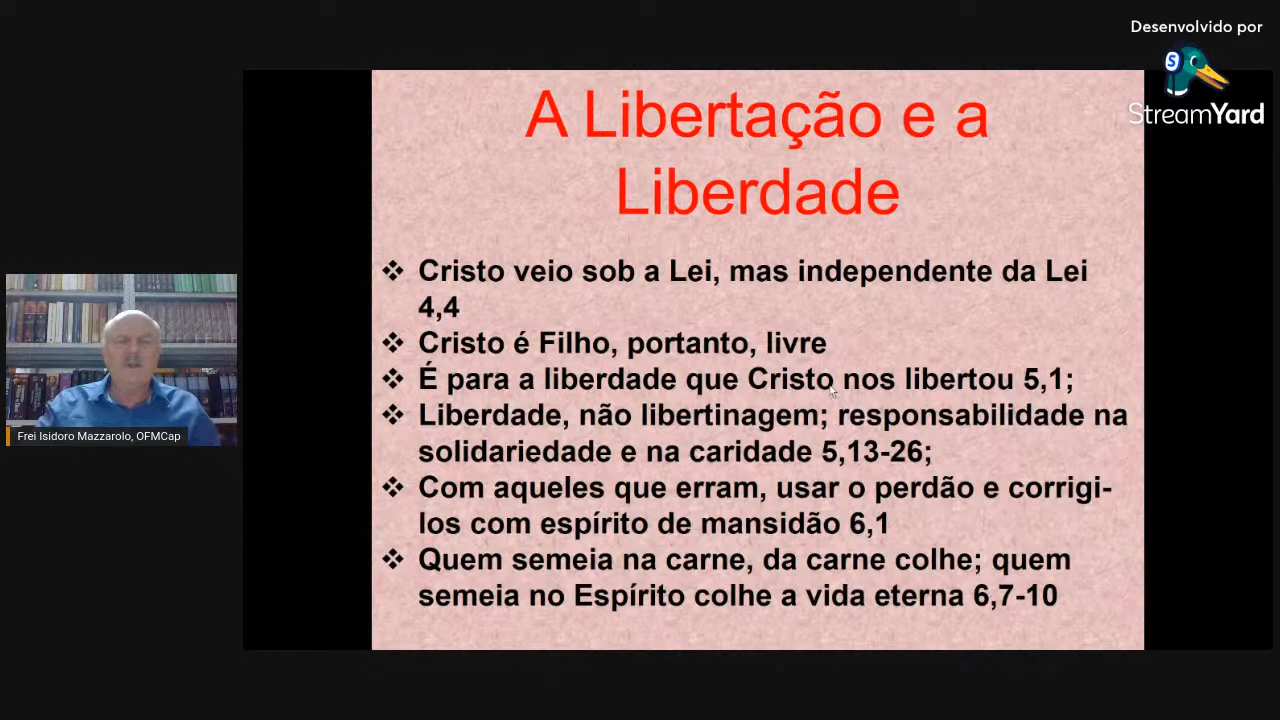 Desenvolvido por
StreamYard
A Libertação e a
Liberdade
❖ Cristo veio sob a Lei, mas independente da Lei
4,4
❖ Cristo é Filho, portanto, livre
❖ É para a liberdade que Cristo nos libertou 5,1;
❖ Liberdade, não libertinagem; responsabilidade na
solidariedade e na caridade 5,13-26;
❖ Com aqueles que erram, usar o perdão e corrigi-
los com espírito de mansidão 6,1
❖ Quem semeia na carne, da carne colhe; quem
semeia no Espírito colhe a vida eterna 6,7-10
Frei Isidoro Mazzarolo, OFMCap